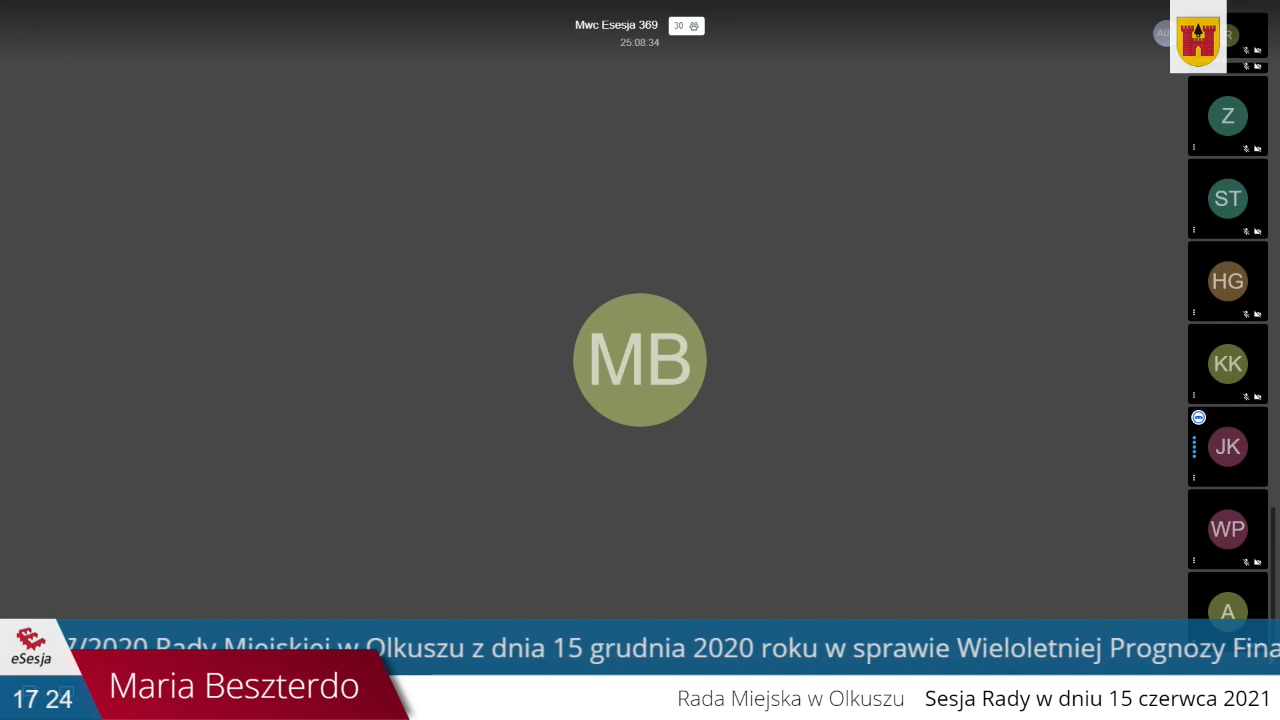 Mwc Esesja 369 30
25:08:34
AU
R
Z
ST
HG
KK
MB
JK
WP
A
7/2020 Rady Miejskiej w Olkuszu z dnia 15 grudnia 2020 roku w sprawie Wieloletniej Prognozy Fina
eSesja
Maria Beszterdo
17 24
Rada Miejska w Olkuszu Sesja Rady w dniu 15 czerwca 2021